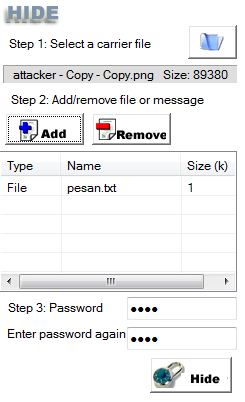 HIDE
Step 1: Select a carrier file
attacker - Copy - Copy.png Size: 89380
Step 2: Add/remove file or message
Add Remove
Type Name Size (k)
File pesan.txt 1
Step 3: Password ••••
Enter password again ••••
Hide